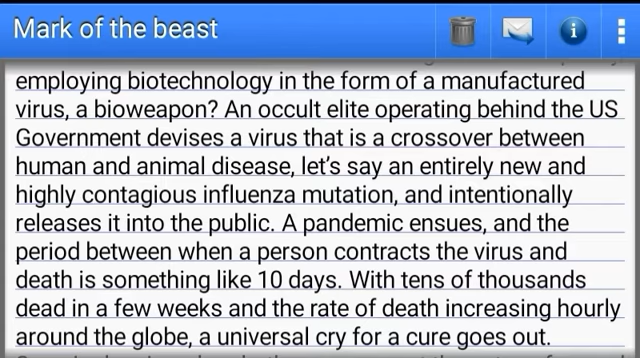 Mark of the beast
employing biotechnology in the form of a manufactured
virus, a bioweapon? An occult elite operating behind the US
Government devises a virus that is a crossover between
human and animal disease, let's say an entirely new and
highly contagious influenza mutation, and intentionally
releases it into the public. A pandemic ensues, and the
period between when a person contracts the virus and
death is something like 10 days. With tens of thousands
dead in a few weeks and the rate of death increasing hourly
around the globe, a universal cry for a cure goes out.